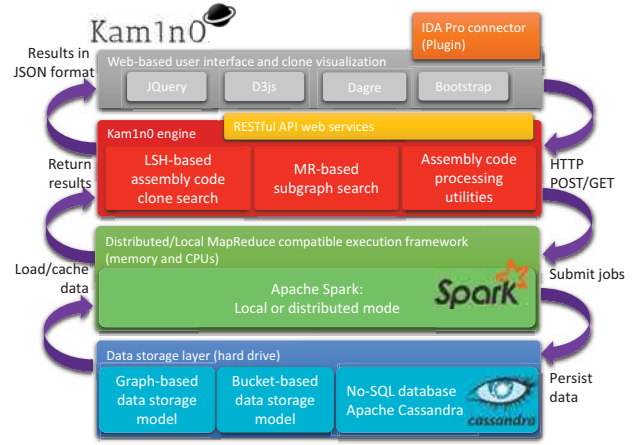 Kam1n0
IDA Pro connector
(Plugin)
Results in
JSON format
Web-based user interface and clone visualization
JQuery
D3js
Dagre
Bootstrap
Kam1n0 engine
RESTful API web services
Return
results
LSH-based
assembly code
clone search
MR-based
subgraph search
Assembly code
processing
utilities
HTTP
POST/GET
Distributed/Local MapReduce compatible execution framework
(memory and CPUs)
Load/cache
data
Apache Spark:
Local or distributed mode
Spark
Submit jobs
Data storage layer (hard drive)
Graph-based
data storage
model
Bucket-based
data storage
model
No-SQL database
Apache Cassandra
cassandra
Persist
data